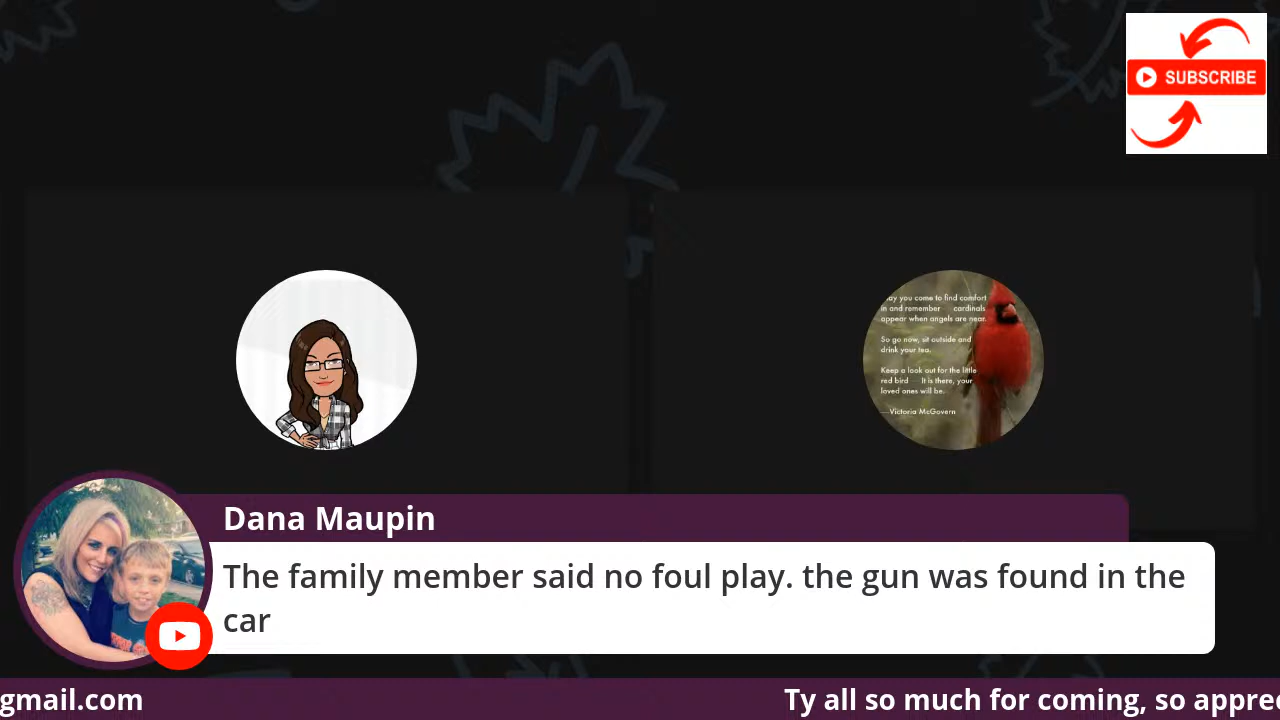 SUBSCRIBE
ay you come to find comfort
in and remember cardinals
appear when angels are near.
So go now, sit outside and
drink your tea.
Keep a look out for the little
red bird It is there, your
loved ones will be.
—Victoria McGovern
Dana Maupin
The family member said no foul play. the gun was found in the
car
gmail.com
Ty all so much for coming, so appre